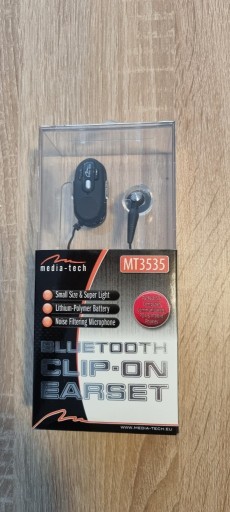 media-tech
MT3535
Small Size & Super Light
Lithium-Polymer Battery
Noise Filtering Microphone
BLUETOOTH
CLIP-ON
EARSET
WWW.MEDIA-TECH.EU